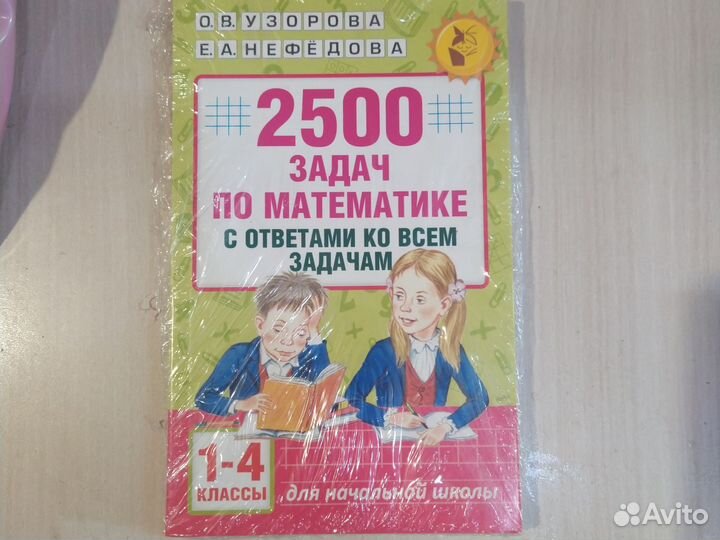 О.В. УЗОРОВА
Е.А. НЕФЁДОВА
2500
ЗАДАЧ
ПО МАТЕМАТИКЕ
С ОТВЕТАМИ КО ВСЕМ
ЗАДАЧАМ
1-4
КЛАССЫ
для начальной школы
Avito